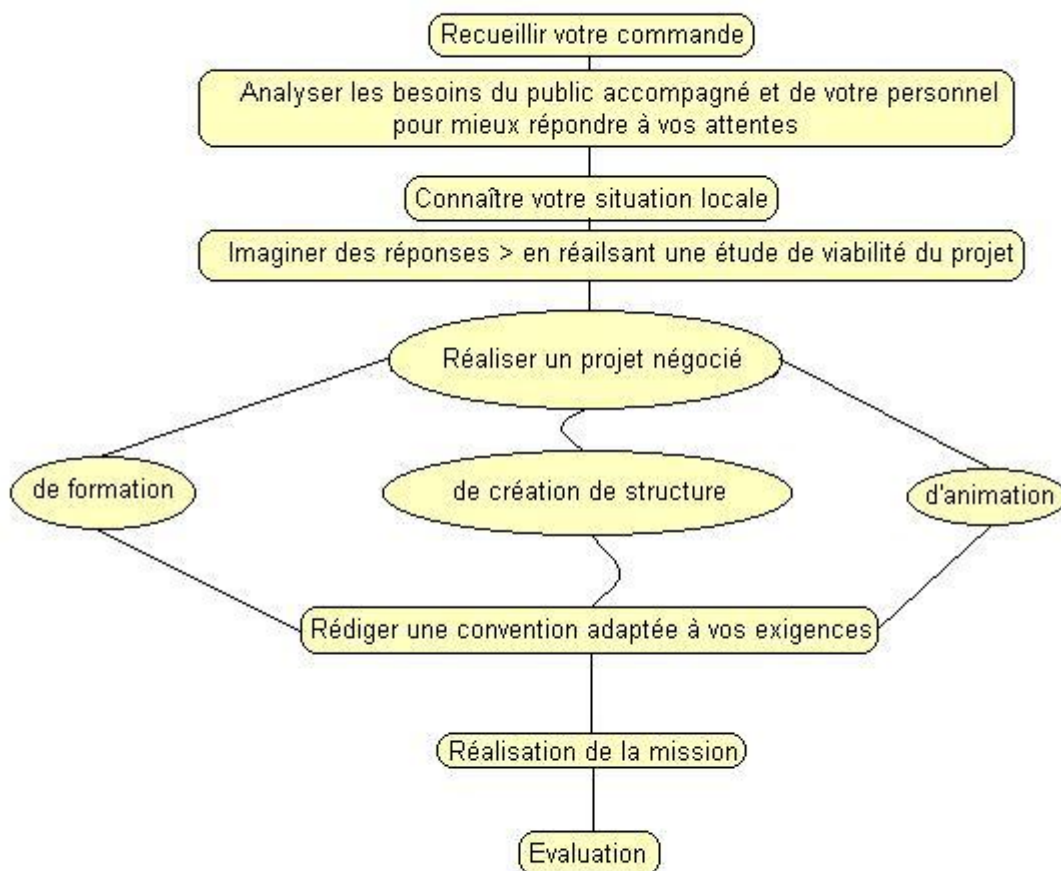 Recueillir votre commande
Analyser les besoins du public accompagné et de votre personnel
pour mieux répondre à vos attentes
Connaître votre situation locale
Imaginer des réponses > en réailsant une étude de viabilité du projet
Réaliser un projet négocié
de formation
de création de structure
d'animation
Rédiger une convention adaptée à vos exigences
Réalisation de la mission
Evaluation